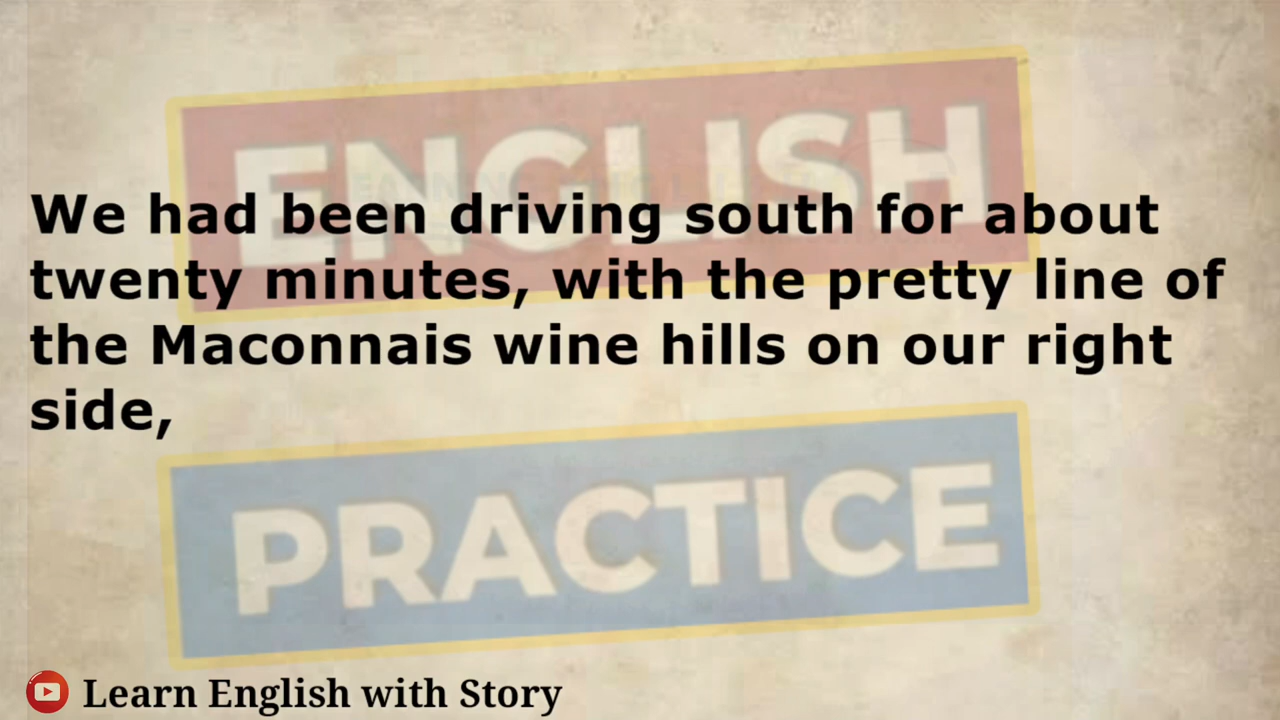 ENGLISH
We had been driving south for about
twenty minutes, with the pretty line of
the Maconnais wine hills on our right
side,
PRACTICE
Learn English with Story